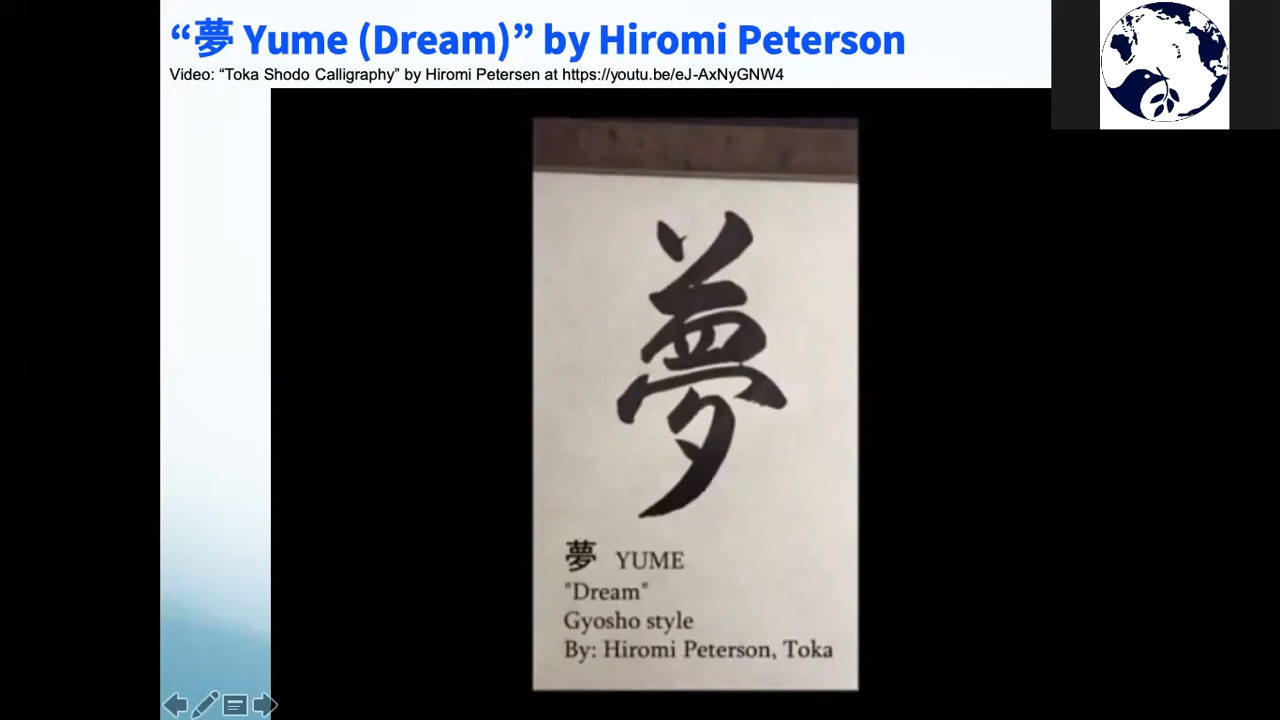 “夢 Yume (Dream)” by Hiromi Peterson
Video: “Toka Shodo Calligraphy” by Hiromi Petersen at https://youtu.be/eJ-AxNyGNW4
夢
夢 YUME
"Dream"
Gyosho style
By: Hiromi Peterson, Toka